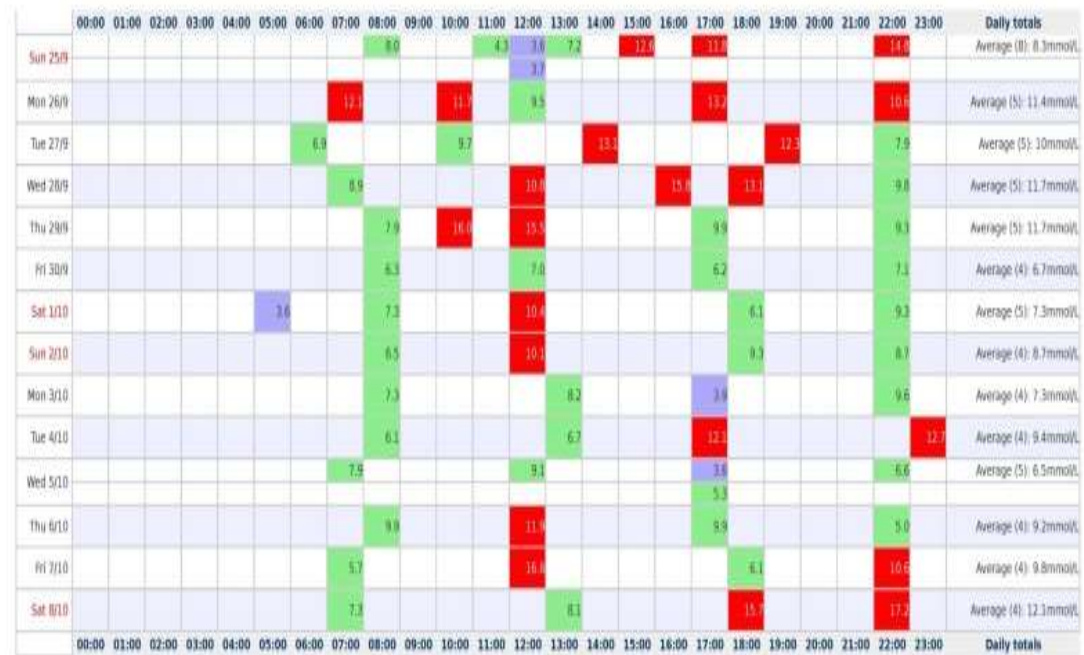 00:00 01:00 02:00 03:00 04:00 05:00 06:00 07:00 08:00 09:00 10:00 11:00 12:00 13:00 14:00 15:00 16:00 17:00 18:00 19:00 20:00 21:00 22:00 23:00 Daily totals
Sun 25/9 8.0 4.3 3.6 7.2 12.6 11.8 14.8 Average (8): 8.3mmol/L
3.7
Mon 26/9 12.1 11.7 9.5 13.2 10.6 Average (5): 11.4mmol/L
Tue 27/9 6.9 9.7 13.1 12.3 7.9 Average (5): 10mmol/L
Wed 28/9 8.9 10.8 15.8 13.1 9.8 Average (5): 11.7mmol/L
Thu 29/9 7.9 16.0 15.5 9.9 9.3 Average (5): 11.7mmol/L
Fri 30/9 6.3 7.0 6.2 7.1 Average (4): 6.7mmol/L
Sat 1/10 3.6 7.3 10.4 6.1 9.3 Average (5): 7.3mmol/L
Sun 2/10 6.5 10.1 9.3 8.7 Average (4): 8.7mmol/L
Mon 3/10 7.3 8.2 3.9 9.6 Average (4): 7.3mmol/L
Tue 4/10 6.1 6.7 12.1 12.7 Average (4): 9.4mmol/L
Wed 5/10 7.9 9.1 3.6 6.6 Average (5): 6.5mmol/L
5.3
Thu 6/10 9.9 11.9 9.9 5.0 Average (4): 9.2mmol/L
Fri 7/10 5.7 16.8 6.1 10.6 Average (4): 9.8mmol/L
Sat 8/10 7.3 8.1 15.7 17.2 Average (4): 12.1mmol/L
00:00 01:00 02:00 03:00 04:00 05:00 06:00 07:00 08:00 09:00 10:00 11:00 12:00 13:00 14:00 15:00 16:00 17:00 18:00 19:00 20:00 21:00 22:00 23:00 Daily totals